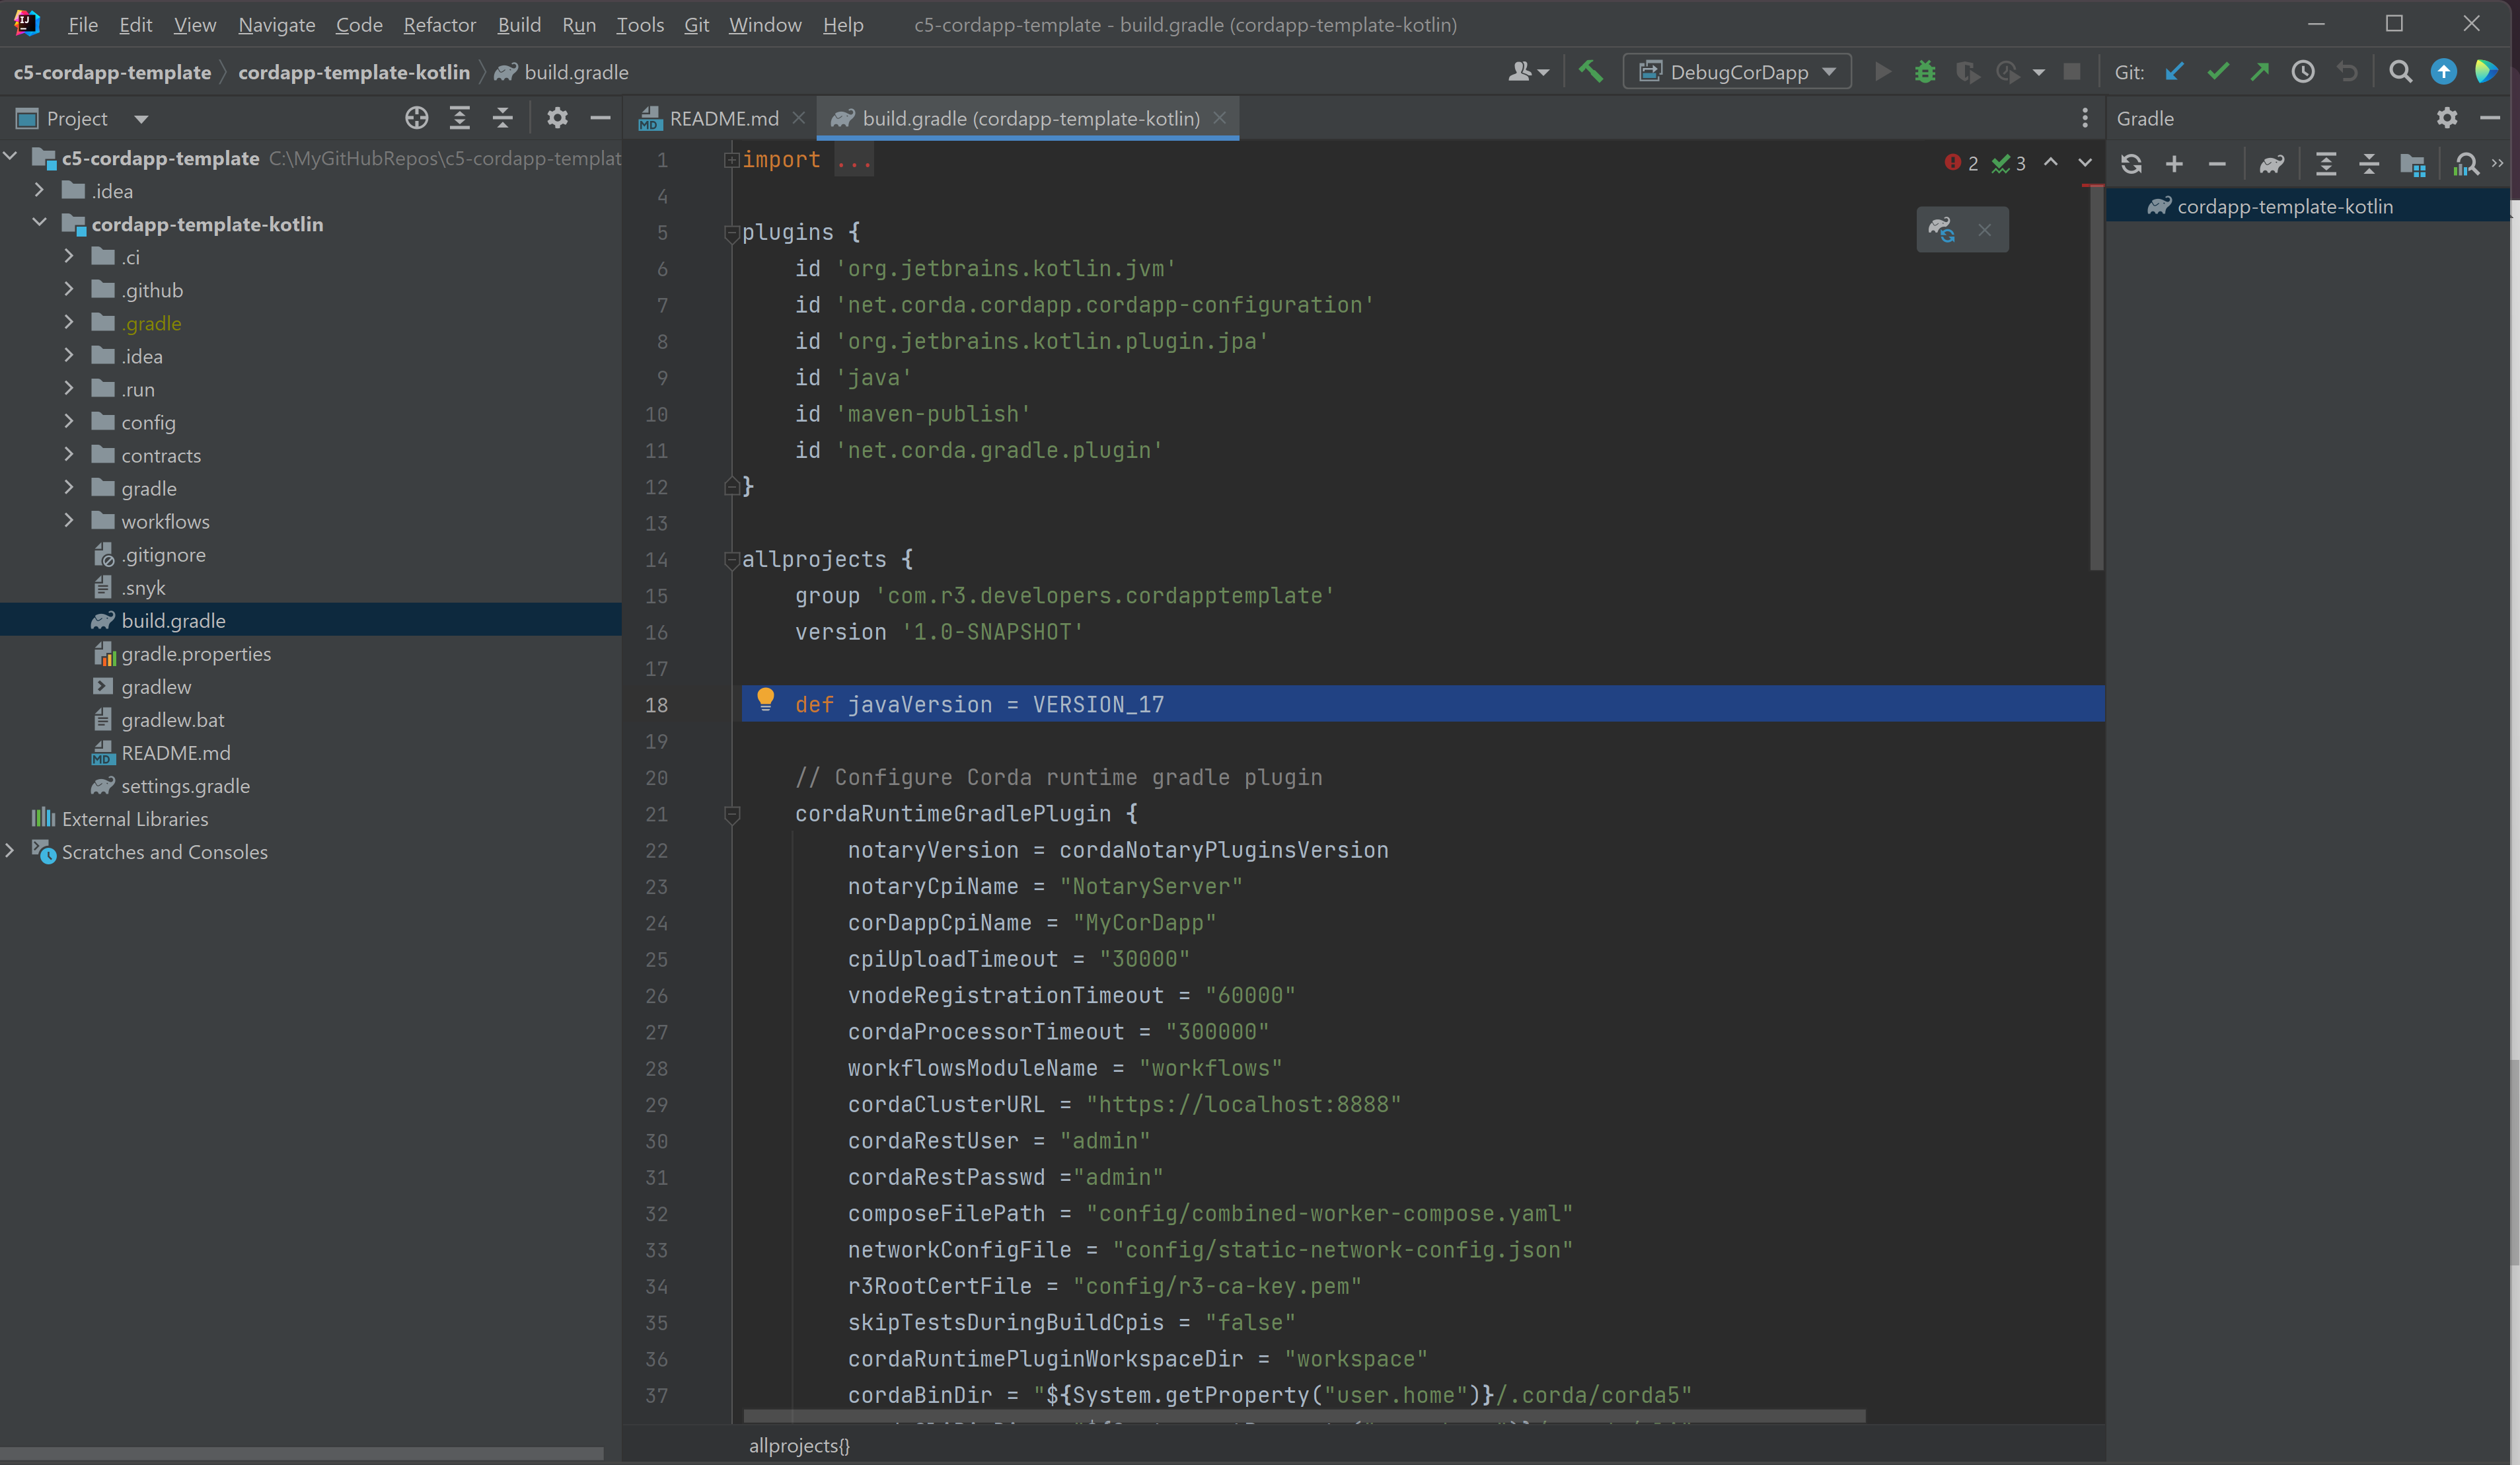 File Edit View Navigate Code Refactor Build Run Tools Git Window Help c5-cordapp-template - build.gradle (cordapp-template-kotlin)
c5-cordapp-template cordapp-template-kotlin build.gradle DebugCorDapp Git:
Project
README.md build.gradle (cordapp-template-kotlin)
Gradle
c5-cordapp-template C:\MyGitHubRepos\c5-cordapp-templat
.idea
cordapp-template-kotlin
.ci
.github
.gradle
.idea
.run
config
contracts
gradle
workflows
.gitignore
.snyk
build.gradle
gradle.properties
gradlew
gradlew.bat
README.md
settings.gradle
External Libraries
Scratches and Consoles
1 import ...
2 3
4
5 plugins {
6 id 'org.jetbrains.kotlin.jvm'
7 id 'net.corda.cordapp.cordapp-configuration'
8 id 'org.jetbrains.kotlin.plugin.jpa'
9 id 'java'
10 id 'maven-publish'
11 id 'net.corda.gradle.plugin'
12 }
13
14 allprojects {
15 group 'com.r3.developers.cordapptemplate'
16 version '1.0-SNAPSHOT'
17
18 def javaVersion = VERSION_17
19
20 // Configure Corda runtime gradle plugin
21 cordaRuntimeGradlePlugin {
22 notaryVersion = cordaNotaryPluginsVersion
23 notaryCpiName = "NotaryServer"
24 corDappCpiName = "MyCorDapp"
25 cpiUploadTimeout = "30000"
26 vnodeRegistrationTimeout = "60000"
27 cordaProcessorTimeout = "300000"
28 workflowsModuleName = "workflows"
29 cordaClusterURL = "https://localhost:8888"
30 cordaRestUser = "admin"
31 cordaRestPasswd ="admin"
32 composeFilePath = "config/combined-worker-compose.yaml"
33 networkConfigFile = "config/static-network-config.json"
34 r3RootCertFile = "config/r3-ca-key.pem"
35 skipTestsDuringBuildCpis = "false"
36 cordaRuntimePluginWorkspaceDir = "workspace"
37 cordaBinDir = "${System.getProperty("user.home")}/.corda/corda5"
allprojects{}
cordapp-template-kotlin